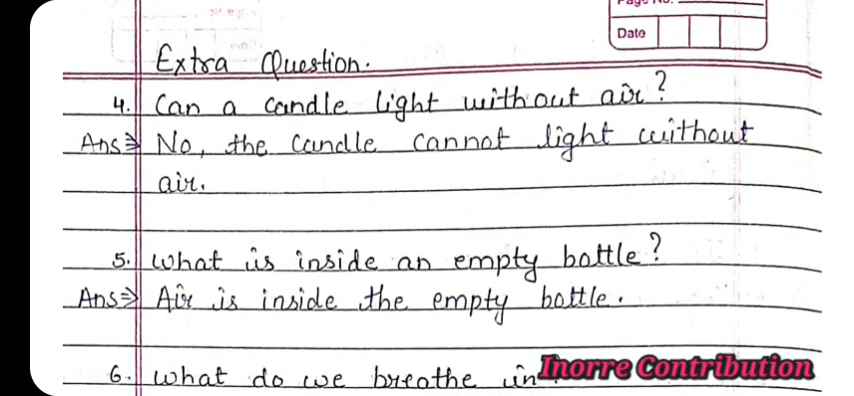 Page No.
Date
Extra Question.
4. Can a candle light without air?
Ans⇒ No, the candle cannot light without
air.
5. what is inside an empty bottle?
Ans⇒ Air is inside the empty bottle.
6. what do we breathe in
Inorre Contribution